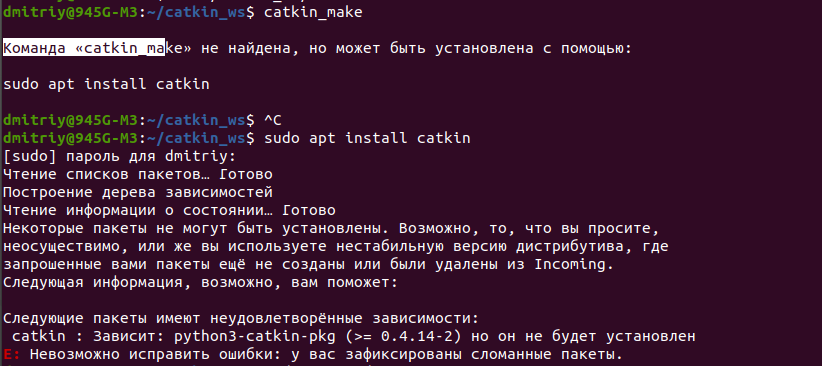 dmitriy@945G-M3:~/catkin_ws$ catkin_make
Команда «catkin_make» не найдена, но может быть установлена с помощью:
sudo apt install catkin
dmitriy@945G-M3:~/catkin_ws$ ^C
dmitriy@945G-M3:~/catkin_ws$ sudo apt install catkin
[sudo] пароль для dmitriy:
Чтение списков пакетов… Готово
Построение дерева зависимостей
Чтение информации о состоянии… Готово
Некоторые пакеты не могут быть установлены. Возможно, то, что вы просите,
неосуществимо, или же вы используете нестабильную версию дистрибутива, где
запрошенные вами пакеты ещё не созданы или были удалены из Incoming.
Следующая информация, возможно, вам поможет:
Следующие пакеты имеют неудовлетворённые зависимости:
catkin : Зависит: python3-catkin-pkg (>= 0.4.14-2) но он не будет установлен
E: Невозможно исправить ошибки: у вас зафиксированы сломанные пакеты.